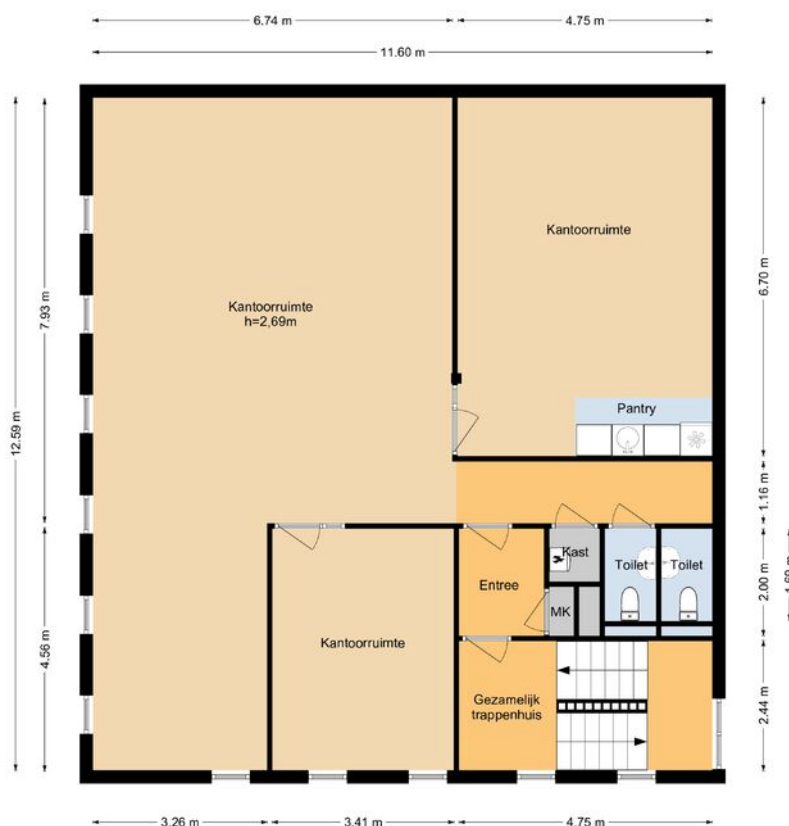 6.74 m
4.75 m
11.60 m
Kantoorruimte
Kantoorruimte
h=2,69m
7.93 m
6.70 m
12.59 m
Pantry
1.16 m
Kast
Toilet
Toilet
Entree
MK
2.00 m
4.56 m
Kantoorruimte
Gezamelijk
trappenhuis
2.44 m
3.26 m
3.41 m
4.75 m